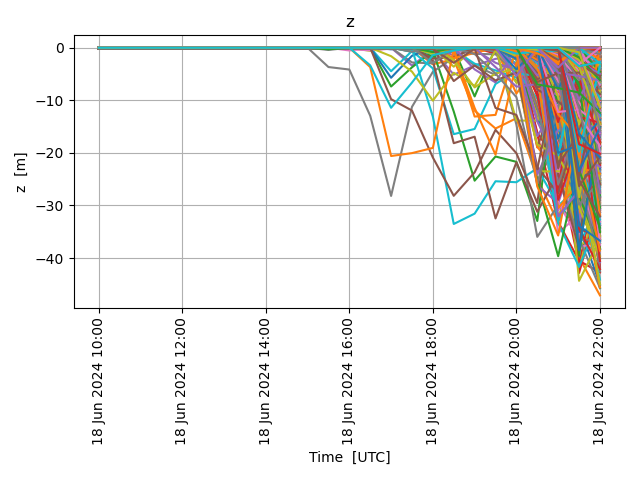 z
0
−10
−20
−30
−40
z [m]
18 Jun 2024 10:00
18 Jun 2024 12:00
18 Jun 2024 14:00
18 Jun 2024 16:00
18 Jun 2024 18:00
18 Jun 2024 20:00
18 Jun 2024 22:00
Time [UTC]